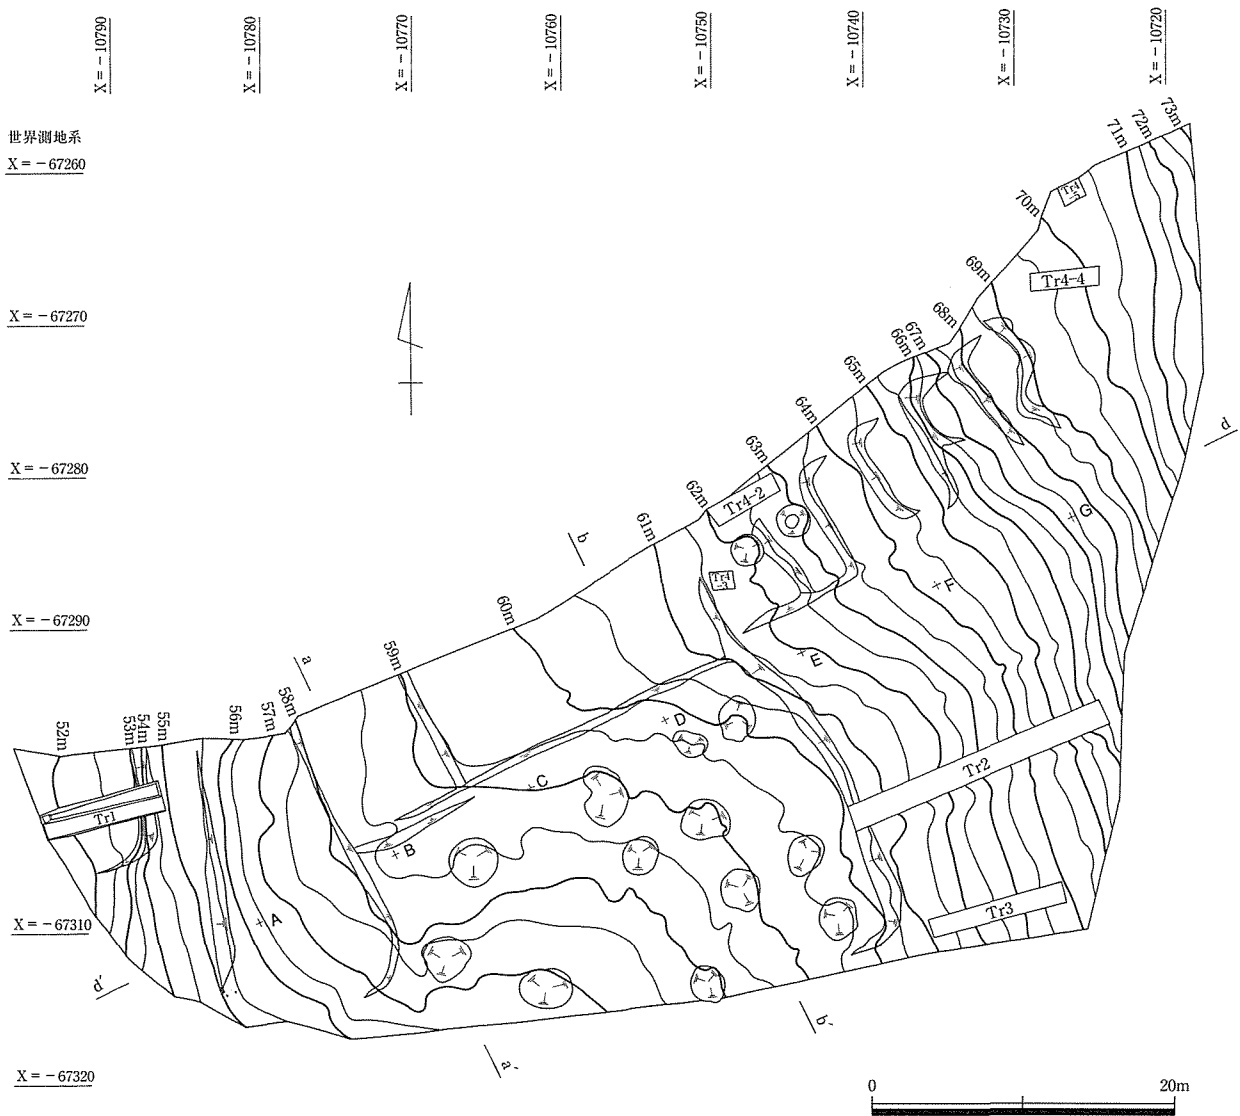 X = −10790
X = −10780
X = −10770
X = −10760
X = −10750
X = −10740
X = −10730
X = −10720
世界測地系
X = −67260
X = −67270
X = −67280
X = −67290
X = −67310
X = −67320
73m
72m
71m
70m
69m
68m
67m
66m
65m
64m
63m
62m
61m
60m
59m
58m
57m
56m
55m
54m
53m
52m
Tr4-4
Tr4-2
Tr4
-3
Tr1
Tr2
Tr3
A
B
C
D
E
F
G
a
a'
b
b'
d
d'
0
20m